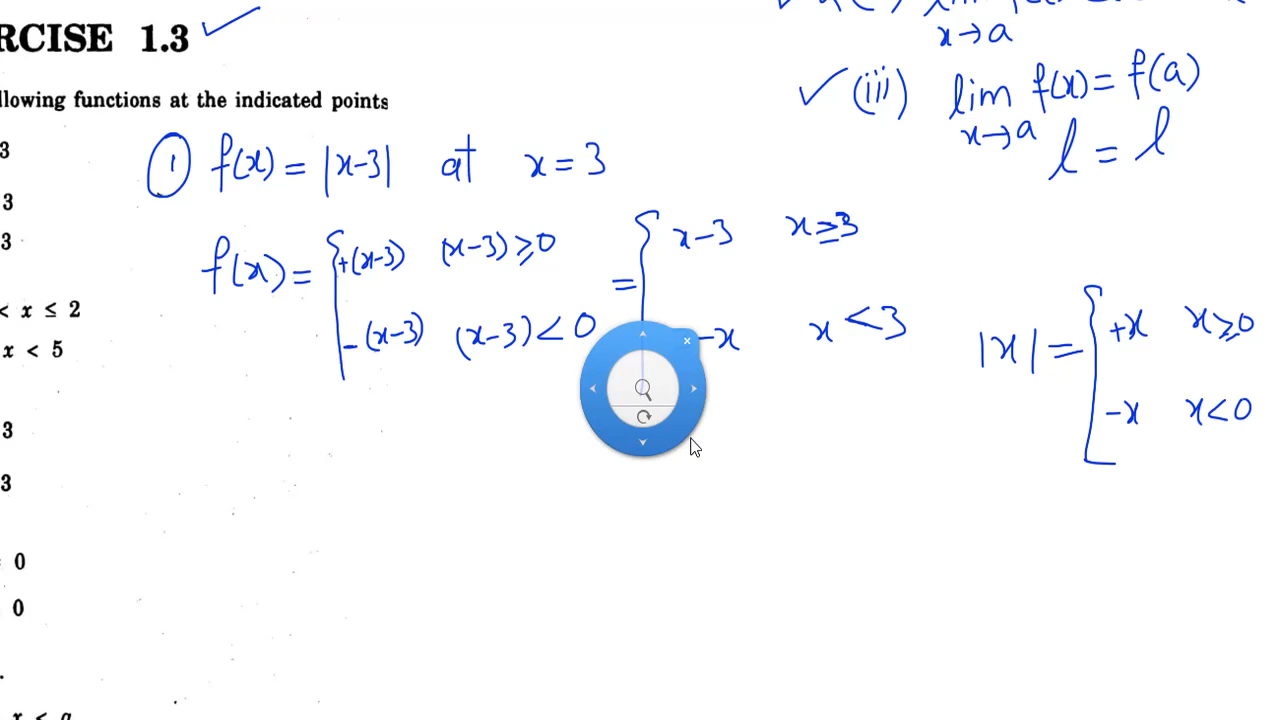 RCISE 1.3
x→a
llowing functions at the indicated points
(iii) lim f(x) = f(a)
x→a l = l
3
① f(x) = |x-3| at x = 3
3
3
f(x) = { +(x-3) (x-3) ≥ 0 = { x-3 x ≥ 3
-(x-3) (x-3) < 0 -x x < 3
< x ≤ 2
x < 5
|x| = { +x x ≥ 0
-x x < 0
3
3
0
0
x < a